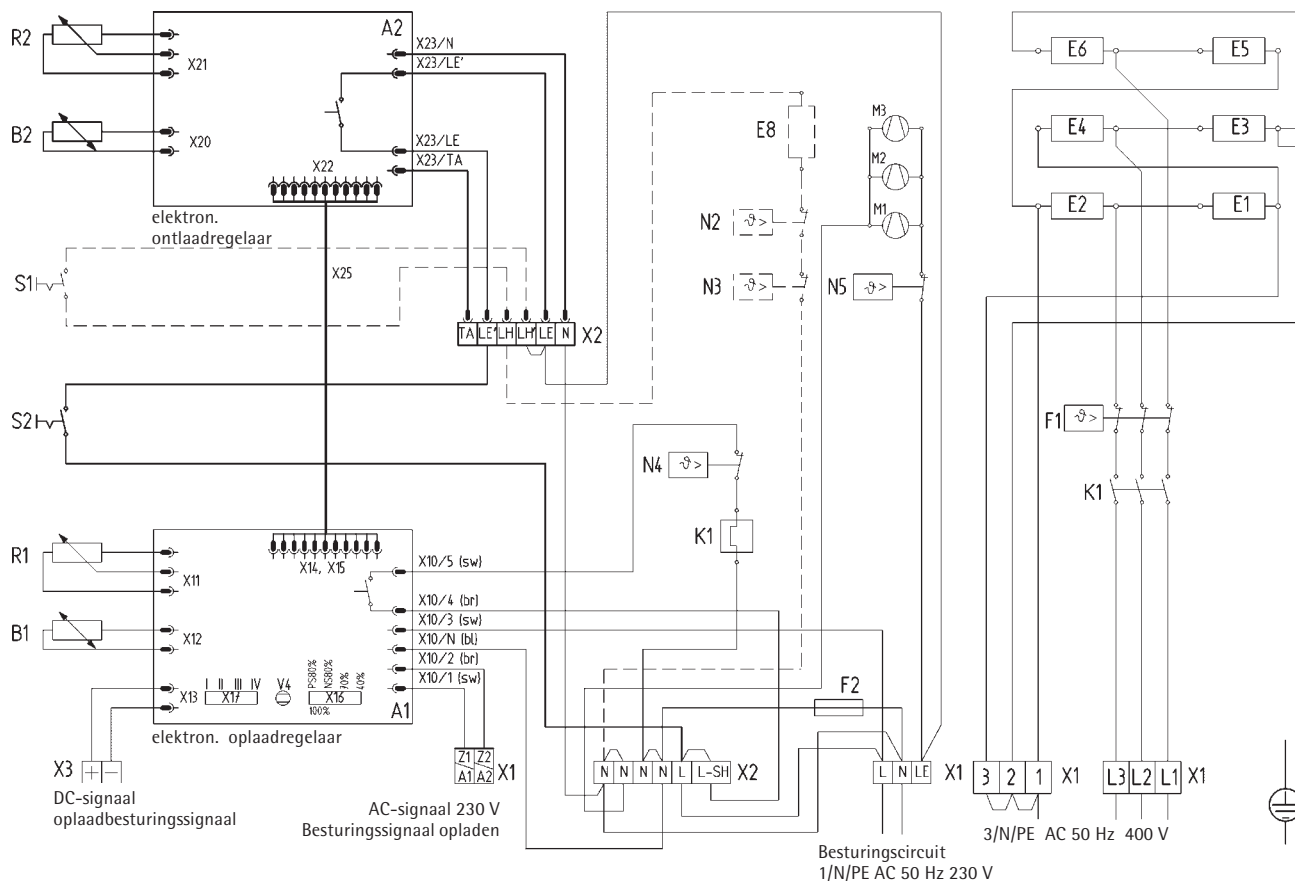 R2
X21
B2
X20
A2
X23/N
X23/LE'
X23/LE
X23/TA
X22
elektron.
ontlaadregelaar
X25
S1
S2
TA LE' LH LH' LE N X2
E8
N2
N3
M3
M2
M1
N5
N4
K1
E6 E5
E4 E3
E2 E1
F1
K1
R1
X11
B1
X12
X14, X15
X10/5 (sw)
X10/4 (br)
X10/3 (sw)
X10/N (bl)
X10/2 (br)
X10/1 (sw)
X13
I II III IV
X17
V4
PS80%
NS80%
70%
40%
X16
100%
A1
elektron. oplaadregelaar
X3
+ −
DC-signaal
oplaadbesturingssignaal
Z1 Z2
A1 A2
X1
AC-signaal 230 V
Besturingssignaal opladen
F2
N N N N L L-SH X2
L N LE X1
Besturingscircuit
1/N/PE AC 50 Hz 230 V
3 2 1 X1
L3 L2 L1 X1
3/N/PE AC 50 Hz 400 V
ϑ>
ϑ>
ϑ>
ϑ>
ϑ>